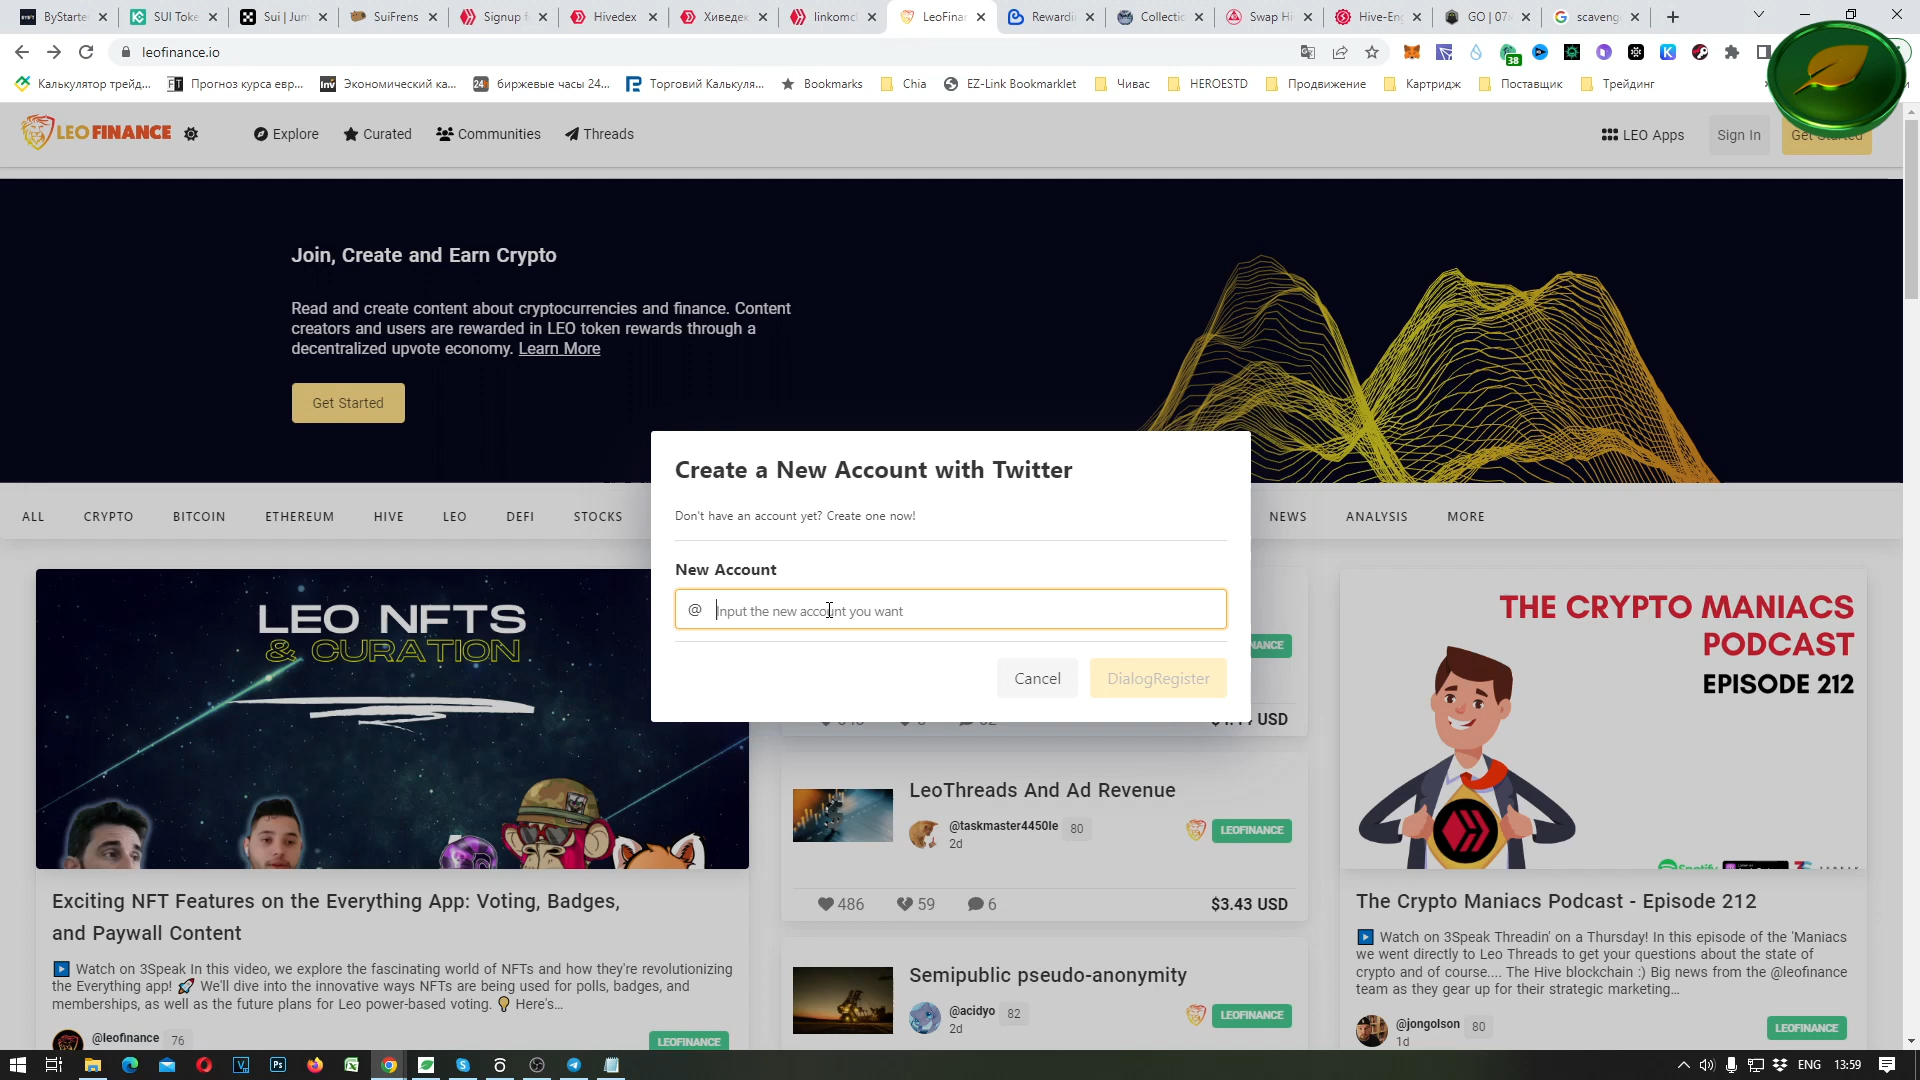 ByStarte
SUI Toke
Sui | Jum
SuiFrens
Signup f
Hivedex
Хиведек
linkomcl
LeoFinan
Rewardi
Collectic
Swap Hi
Hive-Eng
GO | 07
scaveng
leofinance.io
38
Калькулятор трейд...
Прогноз курса евр...
Экономический ка...
биржевые часы 24...
Торговий Калькуля...
Bookmarks
Chia
EZ-Link Bookmarklet
Чивас
HEROESTD
Продвижение
Картридж
Поставщик
Трейдинг
LEOFINANCE
Explore
Curated
Communities
Threads
LEO Apps
Sign In
Get Started
Join, Create and Earn Crypto
Read and create content about cryptocurrencies and finance. Content
creators and users are rewarded in LEO token rewards through a
decentralized upvote economy. Learn More
Get Started
ALL
CRYPTO
BITCOIN
ETHEREUM
HIVE
LEO
DEFI
STOCKS
NEWS
ANALYSIS
MORE
Create a New Account with Twitter
Don't have an account yet? Create one now!
New Account
@ Input the new account you want
Cancel
DialogRegister
LEO NFTS
& CURATION
Exciting NFT Features on the Everything App: Voting, Badges,
and Paywall Content
Watch on 3Speak In this video, we explore the fascinating world of NFTs and how they're revolutionizing
the Everything app! 🚀 We'll dive into the innovative ways NFTs are being used for polls, badges, and
memberships, as well as the future plans for Leo power-based voting. 💡 Here's...
@leofinance 76
LEOFINANCE
USD
LeoThreads And Ad Revenue
@taskmaster4450le 80
2d
LEOFINANCE
486
59
6
$3.43 USD
Semipublic pseudo-anonymity
@acidyo 82
2d
LEOFINANCE
THE CRYPTO MANIACS
PODCAST
EPISODE 212
Spotify
The Crypto Maniacs Podcast - Episode 212
Watch on 3Speak Threadin' on a Thursday! In this episode of the 'Maniacs
we went directly to Leo Threads to get your questions about the state of
crypto and of course.... The Hive blockchain :) Big news from the @leofinance
team as they gear up for their strategic marketing...
@jongolson 80
1d
LEOFINANCE
ENG
13:59